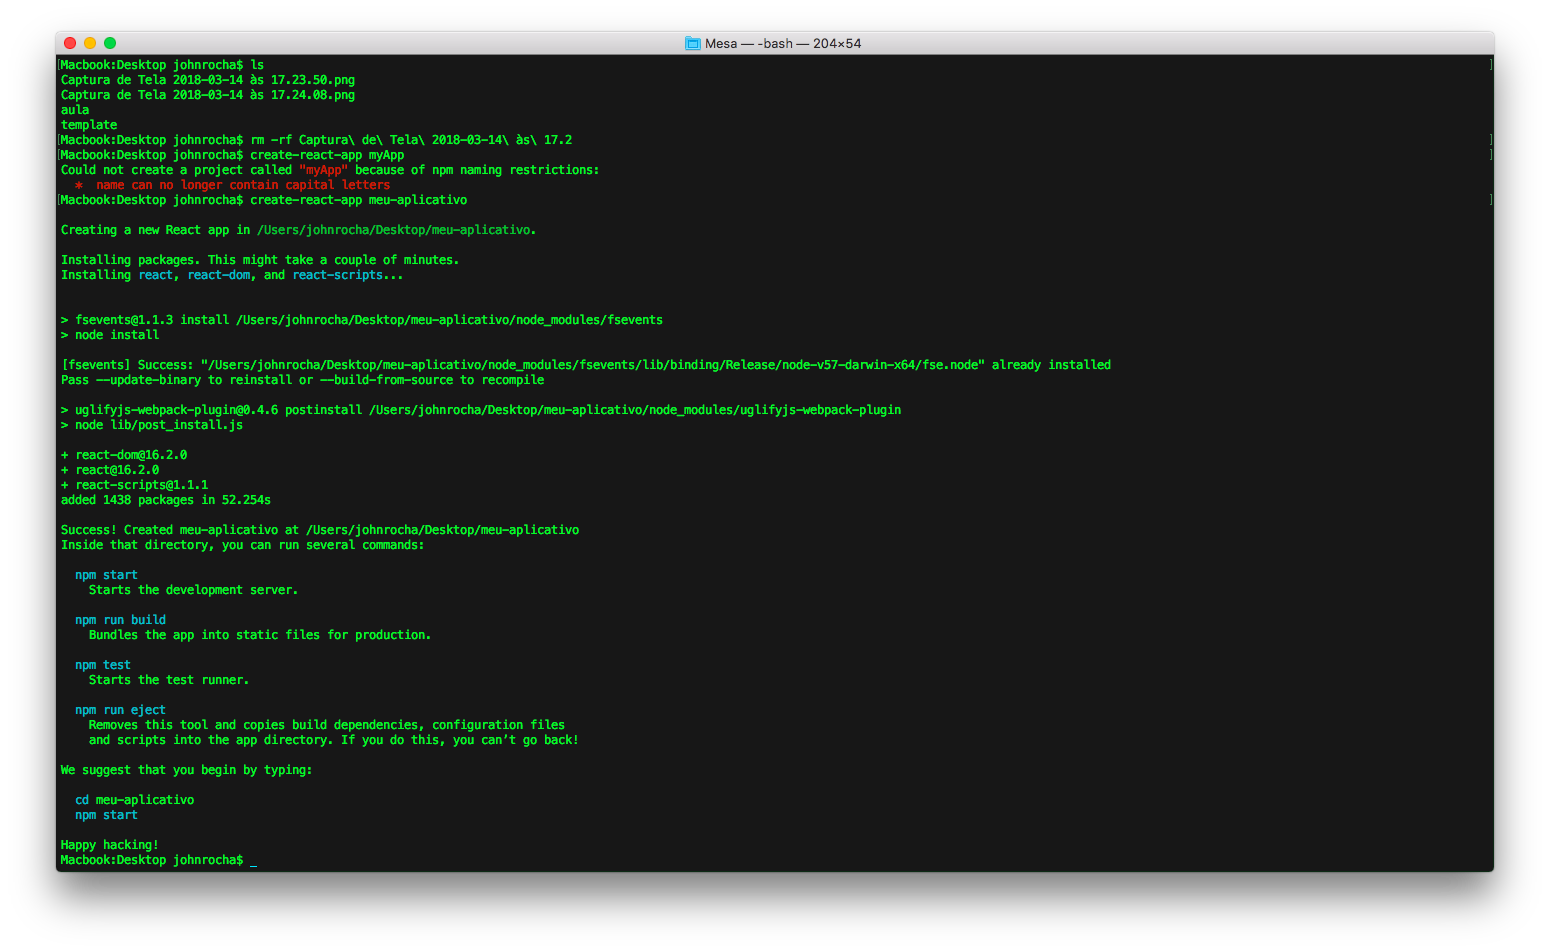 Mesa — -bash — 204×54
[Macbook:Desktop johnrocha$ ls ]
Captura de Tela 2018-03-14 às 17.23.50.png
Captura de Tela 2018-03-14 às 17.24.08.png
aula
template
[Macbook:Desktop johnrocha$ rm -rf Captura\ de\ Tela\ 2018-03-14\ às\ 17.2 ]
[Macbook:Desktop johnrocha$ create-react-app myApp ]
Could not create a project called "myApp" because of npm naming restrictions:
  *  name can no longer contain capital letters
[Macbook:Desktop johnrocha$ create-react-app meu-aplicativo ]
Creating a new React app in /Users/johnrocha/Desktop/meu-aplicativo.
Installing packages. This might take a couple of minutes.
Installing react, react-dom, and react-scripts...
> fsevents@1.1.3 install /Users/johnrocha/Desktop/meu-aplicativo/node_modules/fsevents
> node install
[fsevents] Success: "/Users/johnrocha/Desktop/meu-aplicativo/node_modules/fsevents/lib/binding/Release/node-v57-darwin-x64/fse.node" already installed
Pass --update-binary to reinstall or --build-from-source to recompile
> uglifyjs-webpack-plugin@0.4.6 postinstall /Users/johnrocha/Desktop/meu-aplicativo/node_modules/uglifyjs-webpack-plugin
> node lib/post_install.js
+ react-dom@16.2.0
+ react@16.2.0
+ react-scripts@1.1.1
added 1438 packages in 52.254s
Success! Created meu-aplicativo at /Users/johnrocha/Desktop/meu-aplicativo
Inside that directory, you can run several commands:
  npm start
    Starts the development server.
  npm run build
    Bundles the app into static files for production.
  npm test
    Starts the test runner.
  npm run eject
    Removes this tool and copies build dependencies, configuration files
    and scripts into the app directory. If you do this, you can’t go back!
We suggest that you begin by typing:
  cd meu-aplicativo
  npm start
Happy hacking!
Macbook:Desktop johnrocha$ _